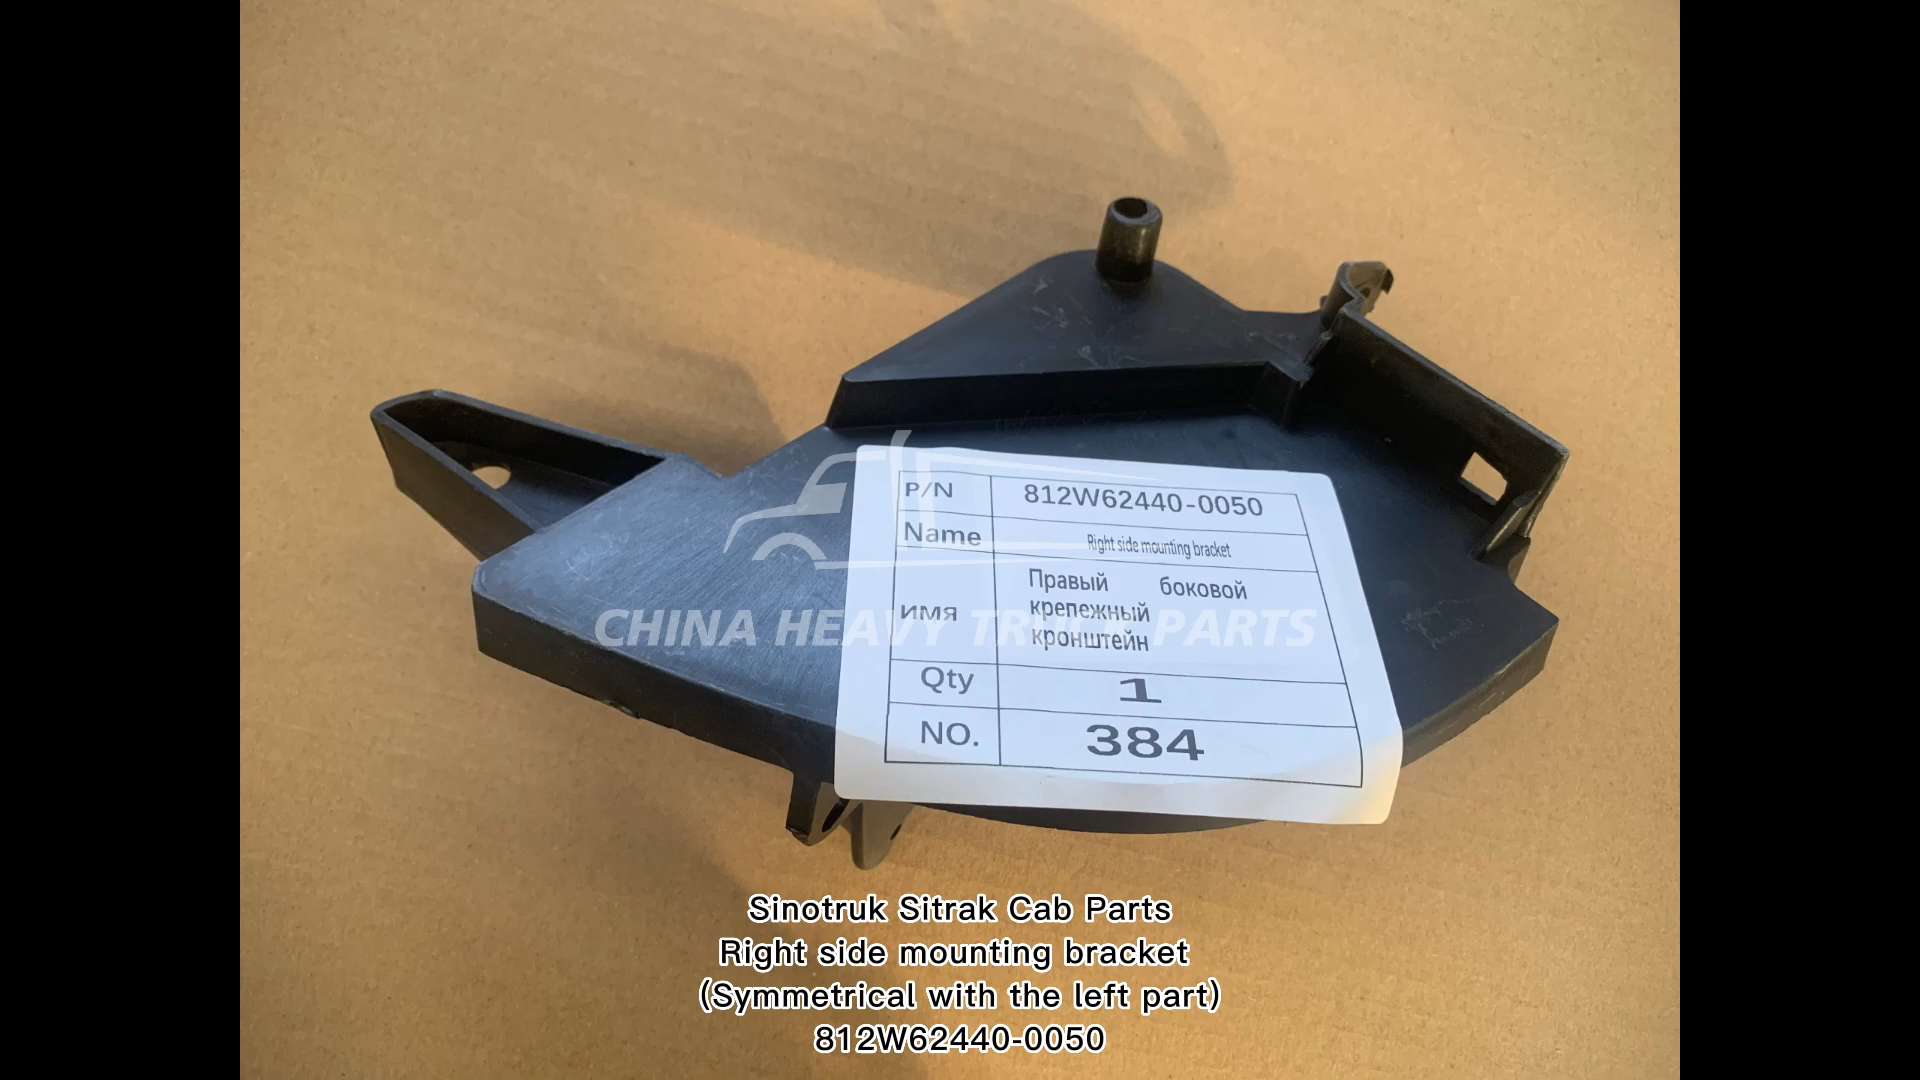 P/N 812W62440-0050
Name Right side mounting bracket
имя Правый боковой
крепежный
кронштейн
Qty 1
NO. 384
CHINA HEAVY TRUCK PARTS
Sinotruk Sitrak Cab Parts
Right side mounting bracket
(Symmetrical with the left part)
812W62440-0050